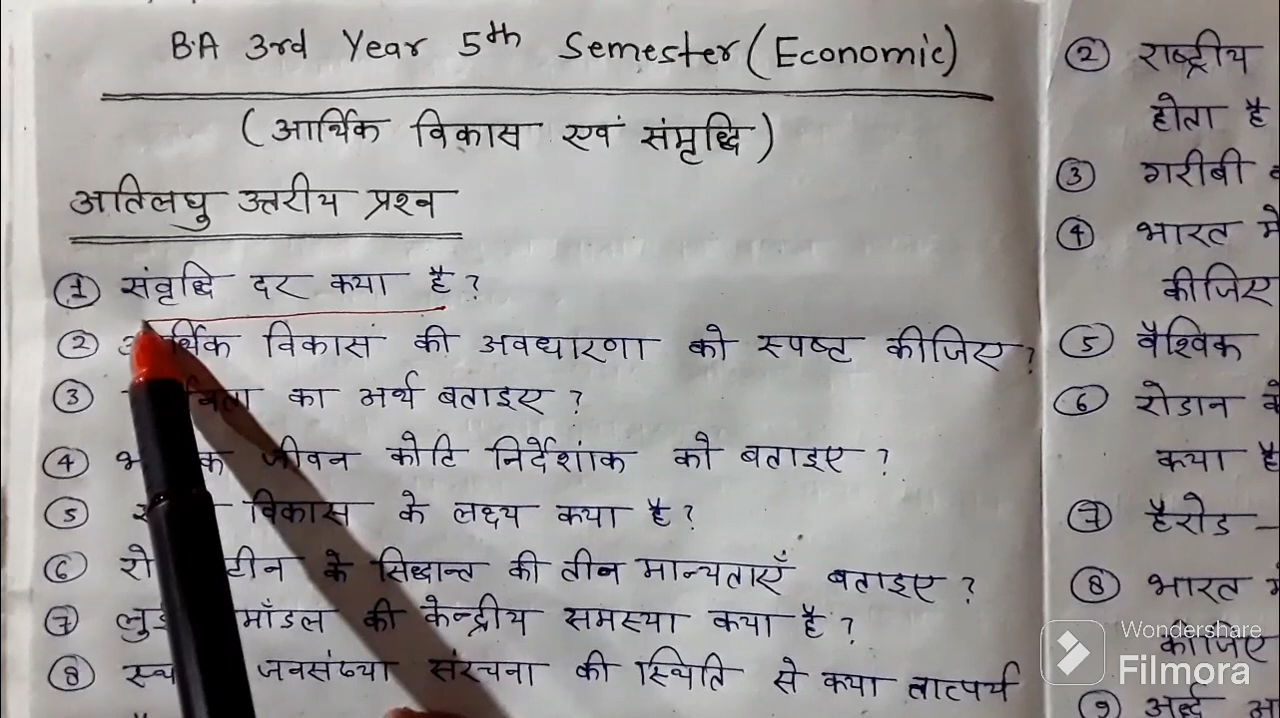 B.A 3rd Year 5th Semester (Economic)
(आर्थिक विकास एवं संमृद्धि)
अतिलघु उत्तरीय प्रश्न
① संवृद्धि दर क्या है ?
② विकास की अवधारणा को स्पष्ट कीजिए ?
③ का अर्थ बताइए ?
④ जीवन कोटि निर्देशांक को बताइए ?
⑤ विकास के लक्ष्य क्या है ?
⑥ के सिद्धान्त की तीन मान्यताएँ बताइए ?
⑦ मॉडल की केन्द्रीय समस्या क्या है ?
⑧ जनसंख्या संरचना की स्थिति से क्या तात्पर्य
② राष्ट्रीय
होता है
③ गरीबी
④ भारत मे
कीजिए
⑤ वैश्विक
⑥ रोडान के
क्या है
⑦ हैरोड –
⑧ भारत मे
कीजिए
⑨ अर्द्ध
Wondershare
Filmora